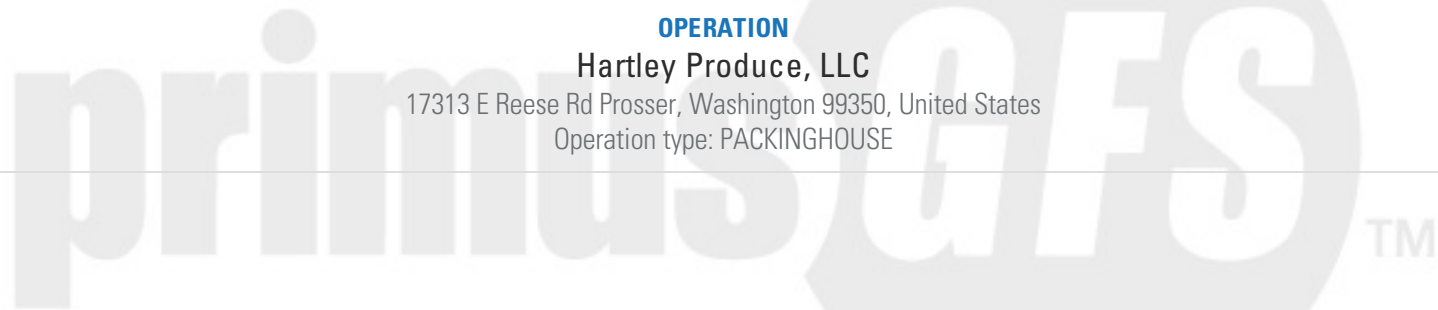 OPERATION
Hartley Produce, LLC
17313 E Reese Rd Prosser, Washington 99350, United States
Operation type: PACKINGHOUSE
primusGFS TM